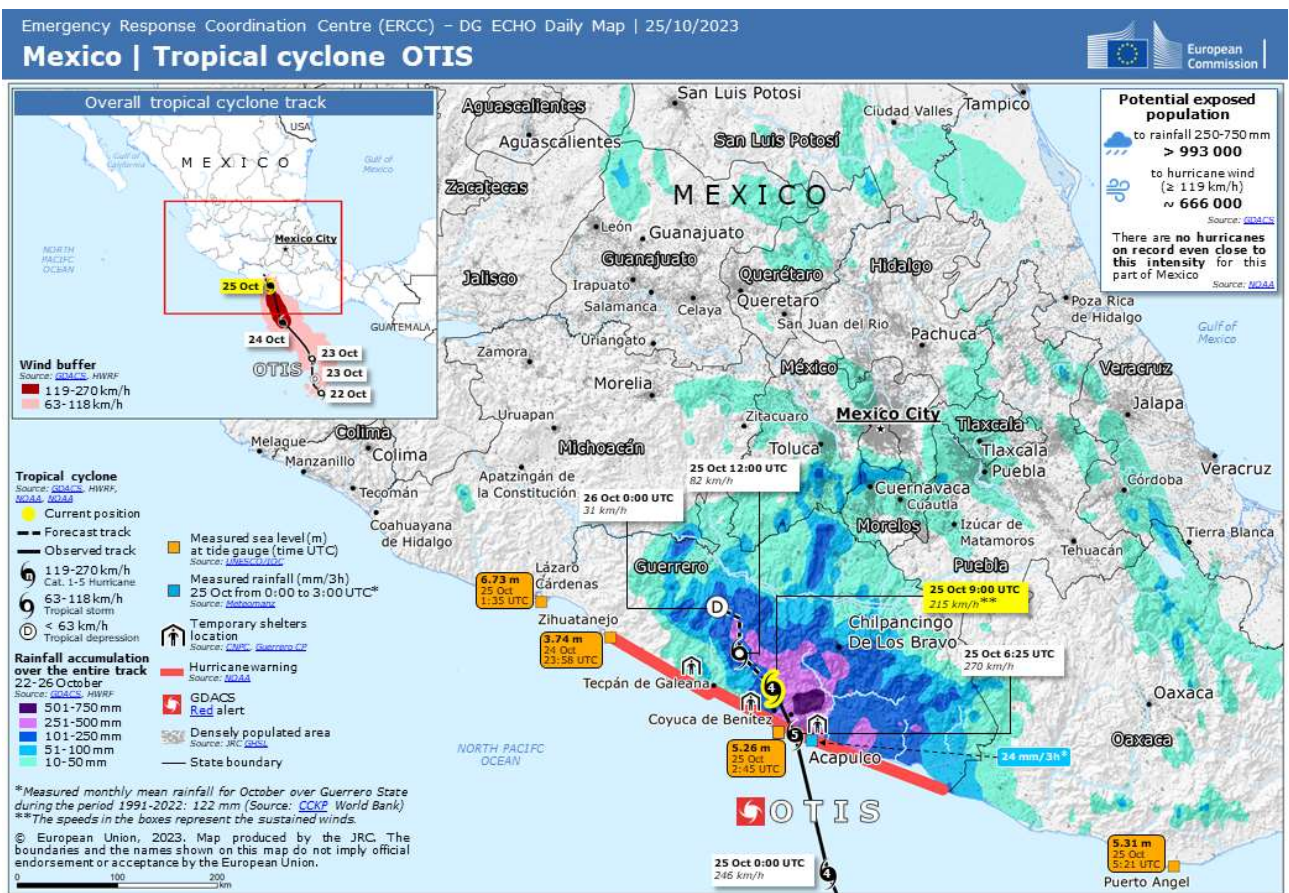 Emergency Response Coordination Centre (ERCC) – DG ECHO Daily Map | 25/10/2023
Mexico | Tropical cyclone OTIS
European
Commission
Overall tropical cyclone track
USA
MEXICO
Gulf of
California
Gulf of
Mexico
NORTH
PACIFIC
OCEAN
Mexico City
25 Oct
GUATEMALA
24 Oct
23 Oct
OTIS
23 Oct
22 Oct
Wind buffer
Source: GDACS, HWRF
119-270 km/h
63-118 km/h
Potential exposed
population
to rainfall 250-750 mm
> 993 000
to hurricane wind
(≥ 119 km/h)
~ 666 000
Source: GDACS
There are no hurricanes
on record even close to
this intensity for this
part of Mexico
Source: NOAA
Aguascalientes
Aguascalientes
San Luis Potosi
Ciudad Valles
Tampico
San Luis Potosí
Zacatecas
MEXICO
León
Guanajuato
Guanajuato
Jalisco
Irapuato
Salamanca
Celaya
Querétaro
Queretaro
San Juan del Rio
Hidalgo
Pachuca
Poza Rica
de Hidalgo
Gulf of
Mexico
Uriangato
Zamora
Morelia
México
Veracruz
Jalapa
Uruapan
Zitacuaro
Mexico City
Tlaxcala
Tlaxcala
Colima
Melaque
Colima
Manzanillo
Michoacán
Toluca
Puebla
Veracruz
Tecomán
Apatzingán de
la Constitución
Cuernavaca
Cuautla
Córdoba
Coahuayana
de Hidalgo
Morelos
Izúcar de
Matamoros
Tierra Blanca
Tehuacán
Puebla
25 Oct 12:00 UTC
82 km/h
26 Oct 0:00 UTC
31 km/h
Guerrero
Lázaro
Cárdenas
6.73 m
25 Oct
1:35 UTC
Zihuatanejo
3.74 m
24 Oct
23:58 UTC
D
25 Oct 9:00 UTC
215 km/h**
Chilpancingo
De Los Bravo
25 Oct 6:25 UTC
270 km/h
Tecpán de Galeana
4
Coyuca de Benitez
5
5.26 m
25 Oct
2:45 UTC
Acapulco
24 mm/3h*
Oaxaca
Oaxaca
NORTH PACIFC
OCEAN
OTIS
25 Oct 0:00 UTC
246 km/h
4
5.31 m
25 Oct
5:21 UTC
Puerto Angel
Tropical cyclone
Source: GDACS, HWRF,
NOAA, NOAA
Current position
Forecast track
Observed track
n
119-270 km/h
Cat. 1-5 Hurricane
63-118 km/h
Tropical storm
D
< 63 km/h
Tropical depression
Rainfall accumulation
over the entire track
22-26 October
Source: GDACS, HWRF
501-750 mm
251-500 mm
101-250 mm
51-100 mm
10-50 mm
Measured sea level (m)
at tide gauge (time UTC)
Source: UNESCO/IOC
Measured rainfall (mm/3h)
25 Oct from 0:00 to 3:00 UTC*
Source: Meteomanz
Temporary shelters
location
Source: CNPC, Guerrero CP
Hurricane warning
Source: NOAA
GDACS
Red alert
Densely populated area
Source: JRC GHSL
State boundary
*Measured monthly mean rainfall for October over Guerrero State
during the period 1991-2022: 122 mm (Source: CCKP World Bank)
**The speeds in the boxes represent the sustained winds.
© European Union, 2023. Map produced by the JRC. The
boundaries and the names shown on this map do not imply official
endorsement or acceptance by the European Union.
0 100 200
km